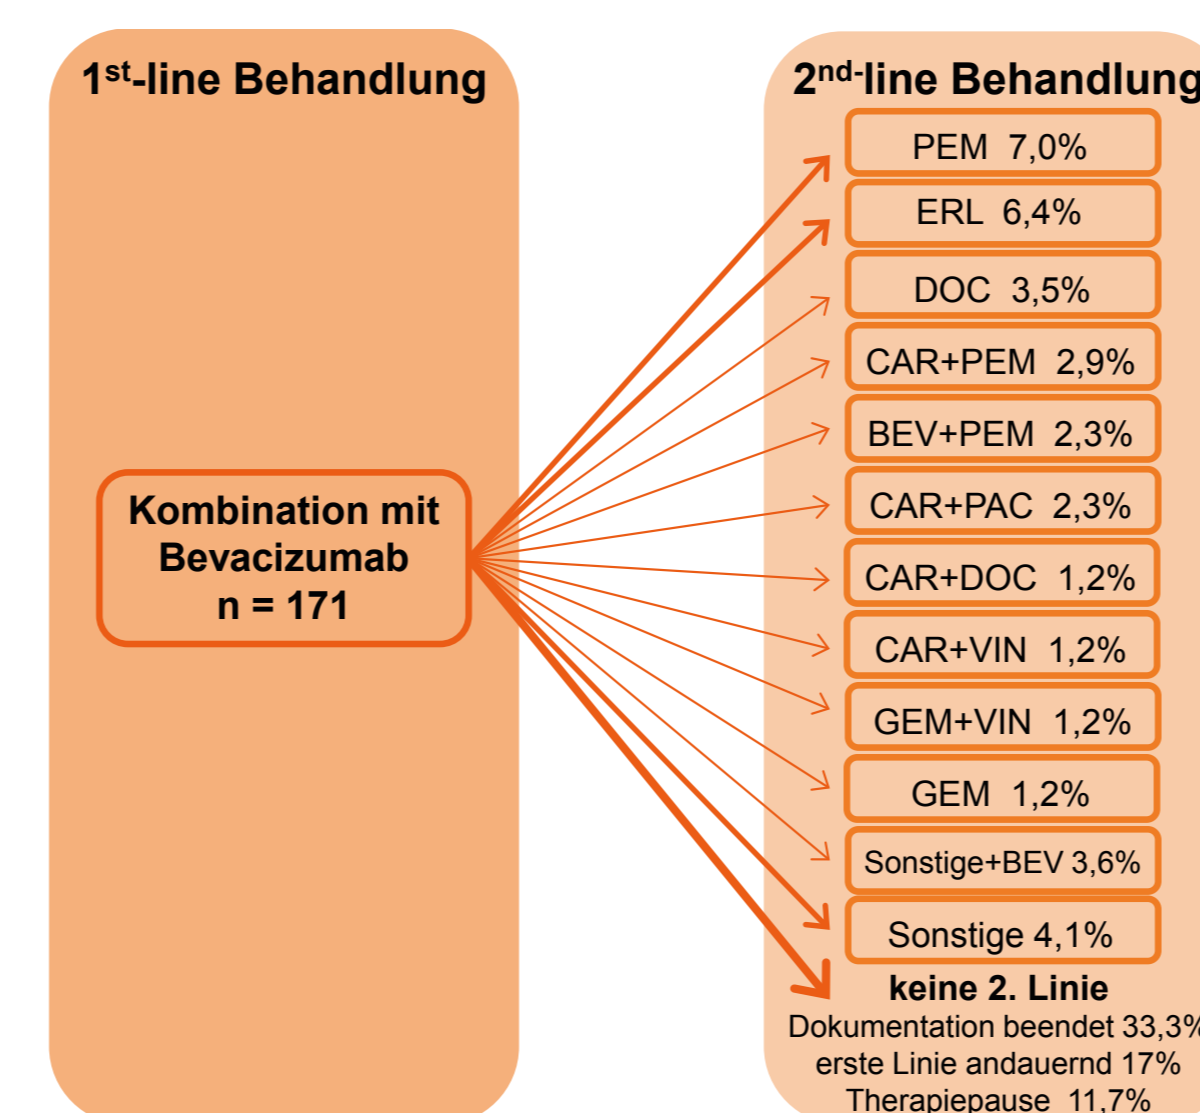 1st-line Behandlung
Kombination mit
Bevacizumab
n = 171
2nd-line Behandlung
PEM 7,0%
ERL 6,4%
DOC 3,5%
CAR+PEM 2,9%
BEV+PEM 2,3%
CAR+PAC 2,3%
CAR+DOC 1,2%
CAR+VIN 1,2%
GEM+VIN 1,2%
GEM 1,2%
Sonstige+BEV 3,6%
Sonstige 4,1%
keine 2. Linie
Dokumentation beendet 33,3%
erste Linie andauernd 17%
Therapiepause 11,7%